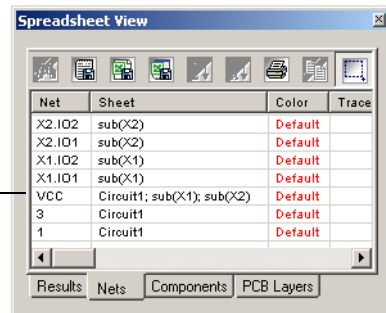 Spreadsheet View
Net Sheet Color Trace
X2.IO2 sub(X2) Default
X2.IO1 sub(X2) Default
X1.IO2 sub(X1) Default
X1.IO1 sub(X1) Default
VCC Circuit1; sub(X1); sub(X2) Default
3 Circuit1 Default
1 Circuit1 Default
Results Nets Components PCB Layers